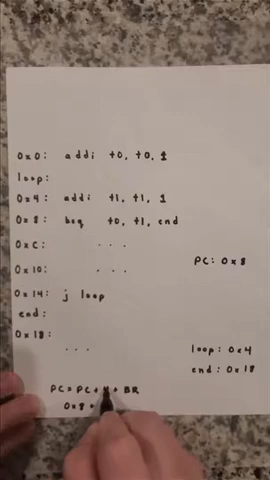 0x0: addi t0, t0, 1
loop:
0x4: addi t1, t1, 1
0x8: beq t0, t1, end
0xC: ...
0x10: ...
PC: 0x8
0x14: j loop
end:
0x18:
...
loop: 0x4
end: 0x18
PC = PC + 4 + BR
0x8